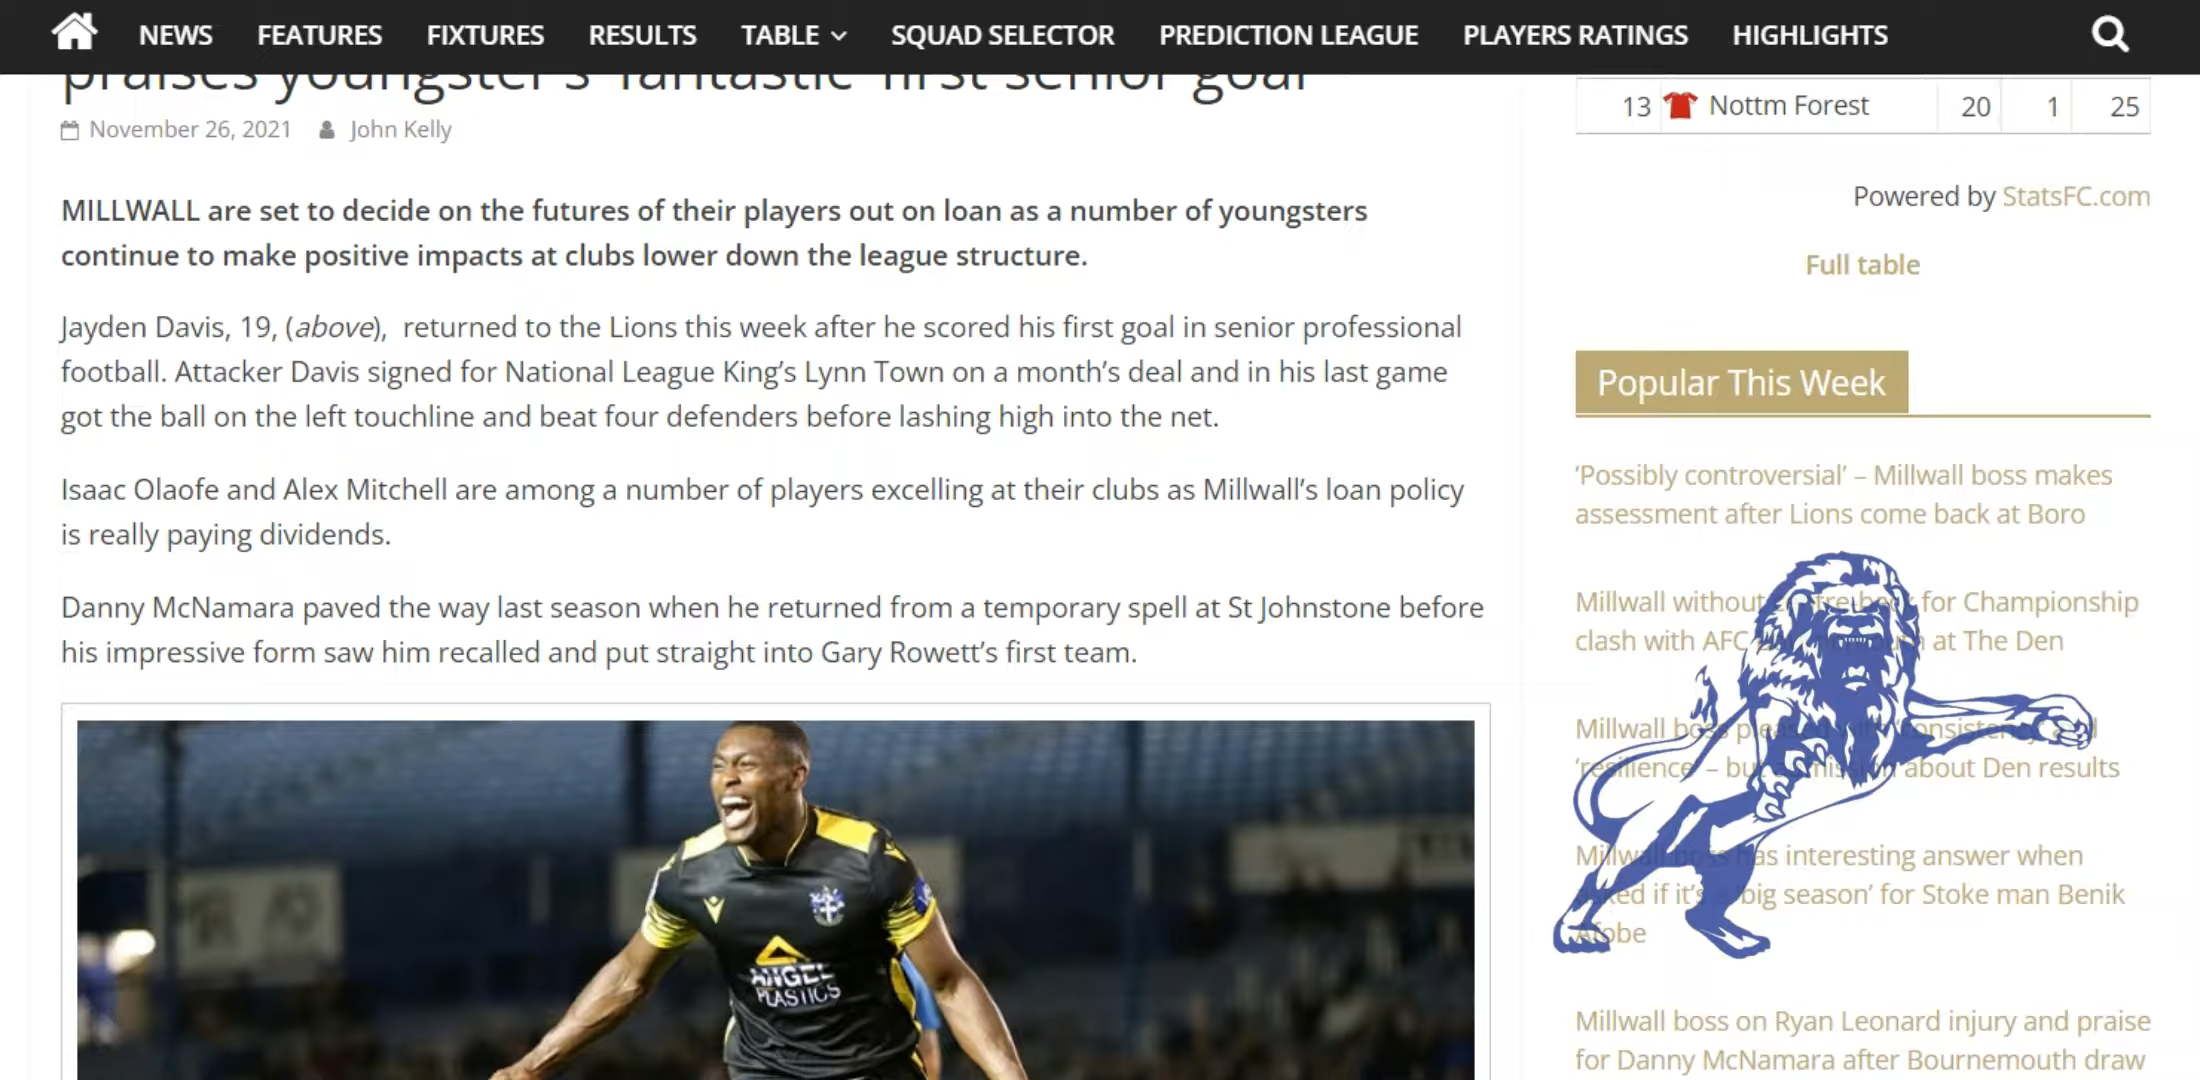 NEWS FEATURES FIXTURES RESULTS TABLE SQUAD SELECTOR PREDICTION LEAGUE PLAYERS RATINGS HIGHLIGHTS
praises youngster's 'fantastic' first senior goal
November 26, 2021 John Kelly
MILLWALL are set to decide on the futures of their players out on loan as a number of youngsters
continue to make positive impacts at clubs lower down the league structure.
Jayden Davis, 19, (above), returned to the Lions this week after he scored his first goal in senior professional
football. Attacker Davis signed for National League King’s Lynn Town on a month’s deal and in his last game
got the ball on the left touchline and beat four defenders before lashing high into the net.
Isaac Olaofe and Alex Mitchell are among a number of players excelling at their clubs as Millwall’s loan policy
is really paying dividends.
Danny McNamara paved the way last season when he returned from a temporary spell at St Johnstone before
his impressive form saw him recalled and put straight into Gary Rowett’s first team.
ANGEL
PLASTICS
13 Nottm Forest 20 1 25
Powered by StatsFC.com
Full table
Popular This Week
‘Possibly controversial’ – Millwall boss makes
assessment after Lions come back at Boro
Millwall without for Championship
clash with AFC at The Den
Millwall boss pleased
‘resilience’ – but about Den results
Millwall boss has interesting answer when
asked if it’s a ‘big season’ for Stoke man Benik
Afobe
Millwall boss on Ryan Leonard injury and praise
for Danny McNamara after Bournemouth draw